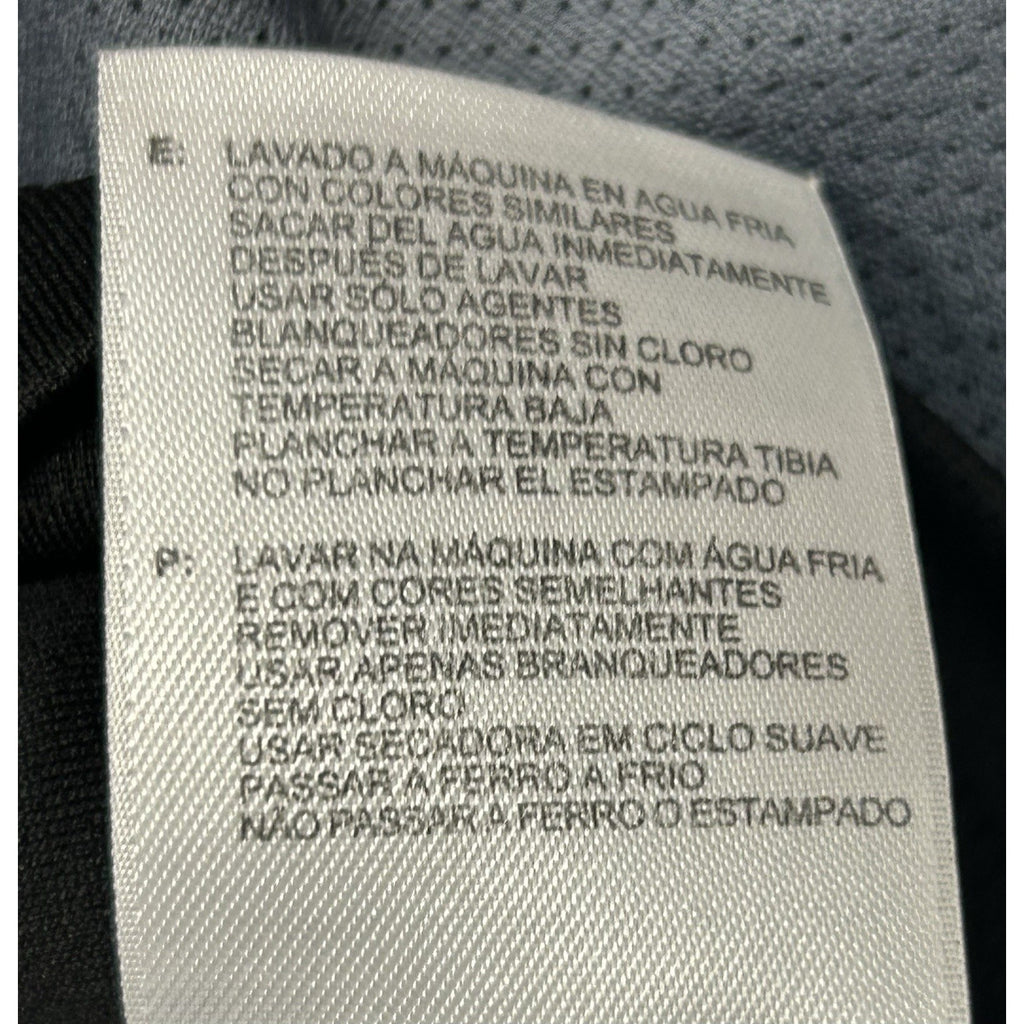 E: LAVADO A MÁQUINA EN AGUA FRIA
CON COLORES SIMILARES
SACAR DEL AGUA INMEDIATAMENTE
DESPUÉS DE LAVAR
USAR SÓLO AGENTES
BLANQUEADORES SIN CLORO
SECAR A MÁQUINA CON
TEMPERATURA BAJA
PLANCHAR A TEMPERATURA TIBIA
NO PLANCHAR EL ESTAMPADO
P: LAVAR NA MÁQUINA COM ÁGUA FRIA
E COM CORES SEMELHANTES
REMOVER IMEDIATAMENTE
USAR APENAS BRANQUEADORES
SEM CLORO
USAR SECADORA EM CICLO SUAVE
PASSAR A FERRO A FRIO
NÃO PASSAR A FERRO O ESTAMPADO